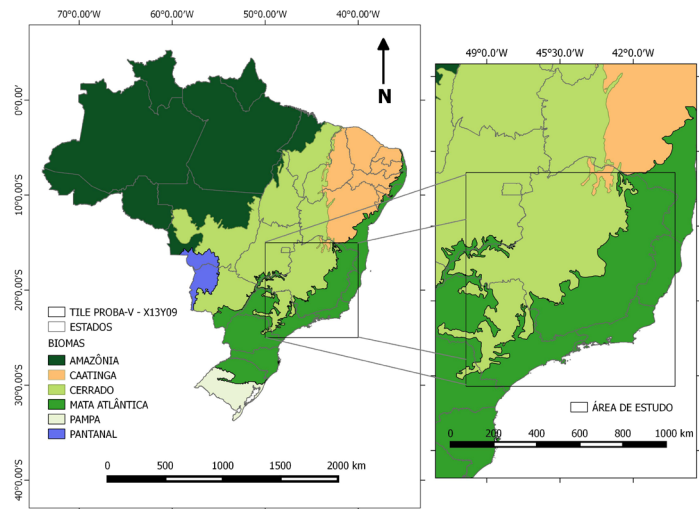 70°0.00'W 60°0.00'W 50°0.00'W 40°0.00'W
49°0.0'W 45°30.0'W 42°0.0'W
N
0°0.00'
10°0.00'S
20°0.00'S
30°0.00'S
40°0.00'S
TILE PROBA-V - X13Y09
ESTADOS
BIOMAS
AMAZÔNIA
CAATINGA
CERRADO
MATA ATLÂNTICA
PAMPA
PANTANAL
0 500 1000 1500 2000 km
ÁREA DE ESTUDO
0 200 400 600 800 1000 km